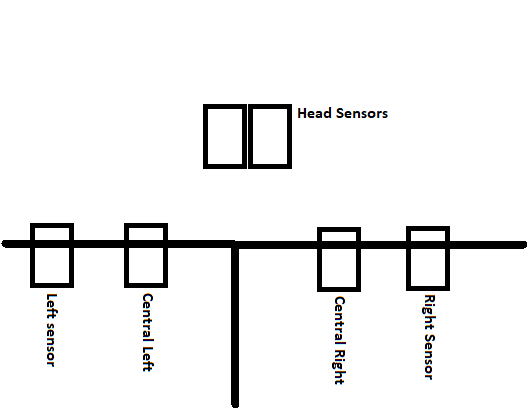 Head Sensors
Left sensor
Central Left
Central Right
Right Sensor